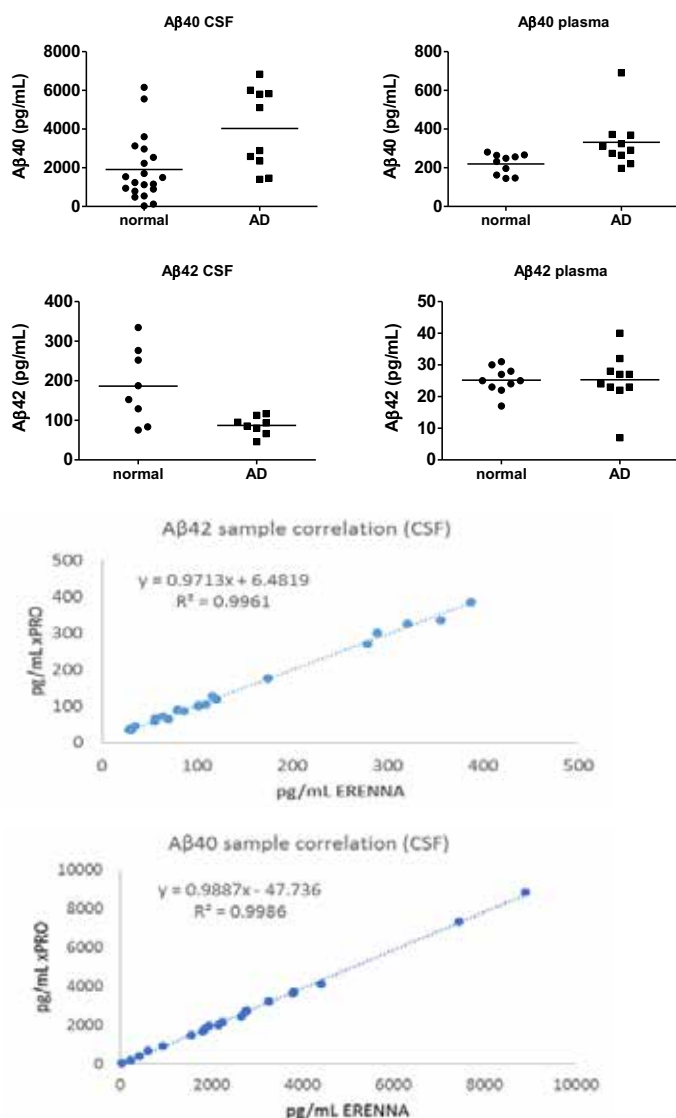 Aβ40 CSF
Aβ40 (pg/mL)
8000
6000
4000
2000
0
normal AD
Aβ40 plasma
Aβ40 (pg/mL)
800
600
400
200
0
normal AD
Aβ42 CSF
Aβ42 (pg/mL)
400
300
200
100
0
normal AD
Aβ42 plasma
Aβ42 (pg/mL)
50
40
30
20
10
0
normal AD
Aβ42 sample correlation (CSF)
y = 0.9713x + 6.4819
R² = 0.9961
pg/mL xPRO
500
400
300
200
100
0
0 100 200 300 400 500
pg/mL ERENNA
Aβ40 sample correlation (CSF)
y = 0.9887x - 47.736
R² = 0.9986
pg/mL xPRO
10000
8000
6000
4000
2000
0
0 2000 4000 6000 8000 10000
pg/mL ERENNA